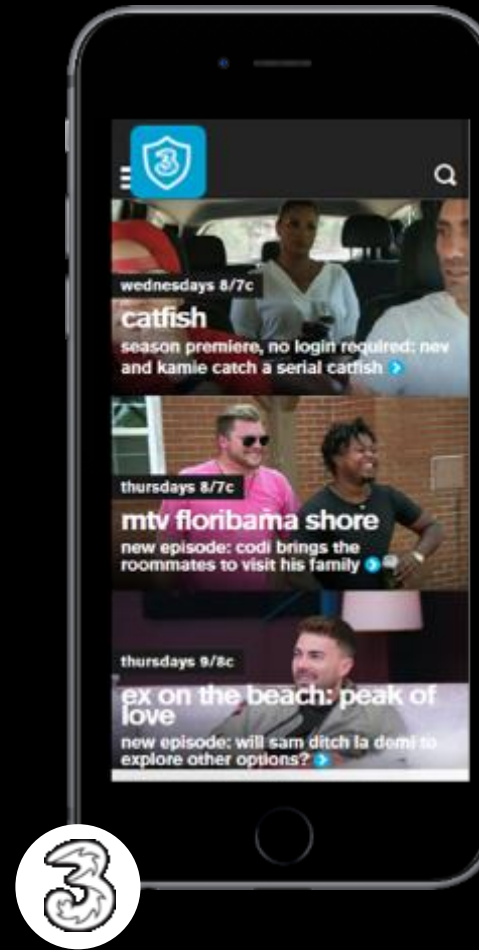 3
wednesdays 8/7c
catfish
season premiere, no login required: nev
and kamie catch a serial catfish
thursdays 8/7c
mtv floribama shore
new episode: codi brings the
roommates to visit his family
thursdays 9/8c
ex on the beach: peak of
love
new episode: will sam ditch la demi to
explore other options?
3